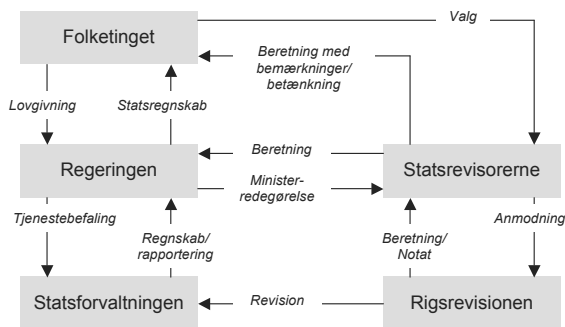 Valg
Folketinget
Beretning med
bemærkninger/
betænkning
Lovgivning
Statsregnskab
Beretning
Regeringen
Statsrevisorerne
Minister-
redegørelse
Tjenestebefaling
Regnskab/
rapportering
Beretning/
Notat
Anmodning
Statsforvaltningen
Revision
Rigsrevisionen